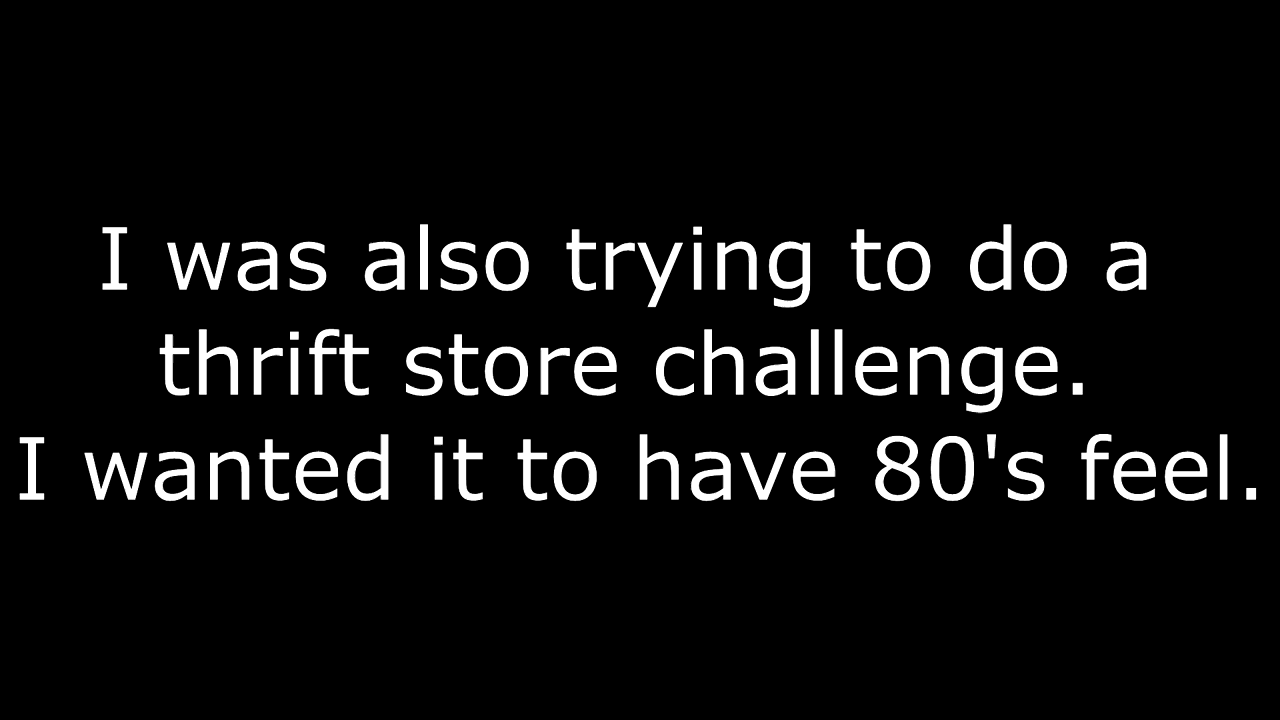 I was also trying to do a
thrift store challenge.
I wanted it to have 80's feel.